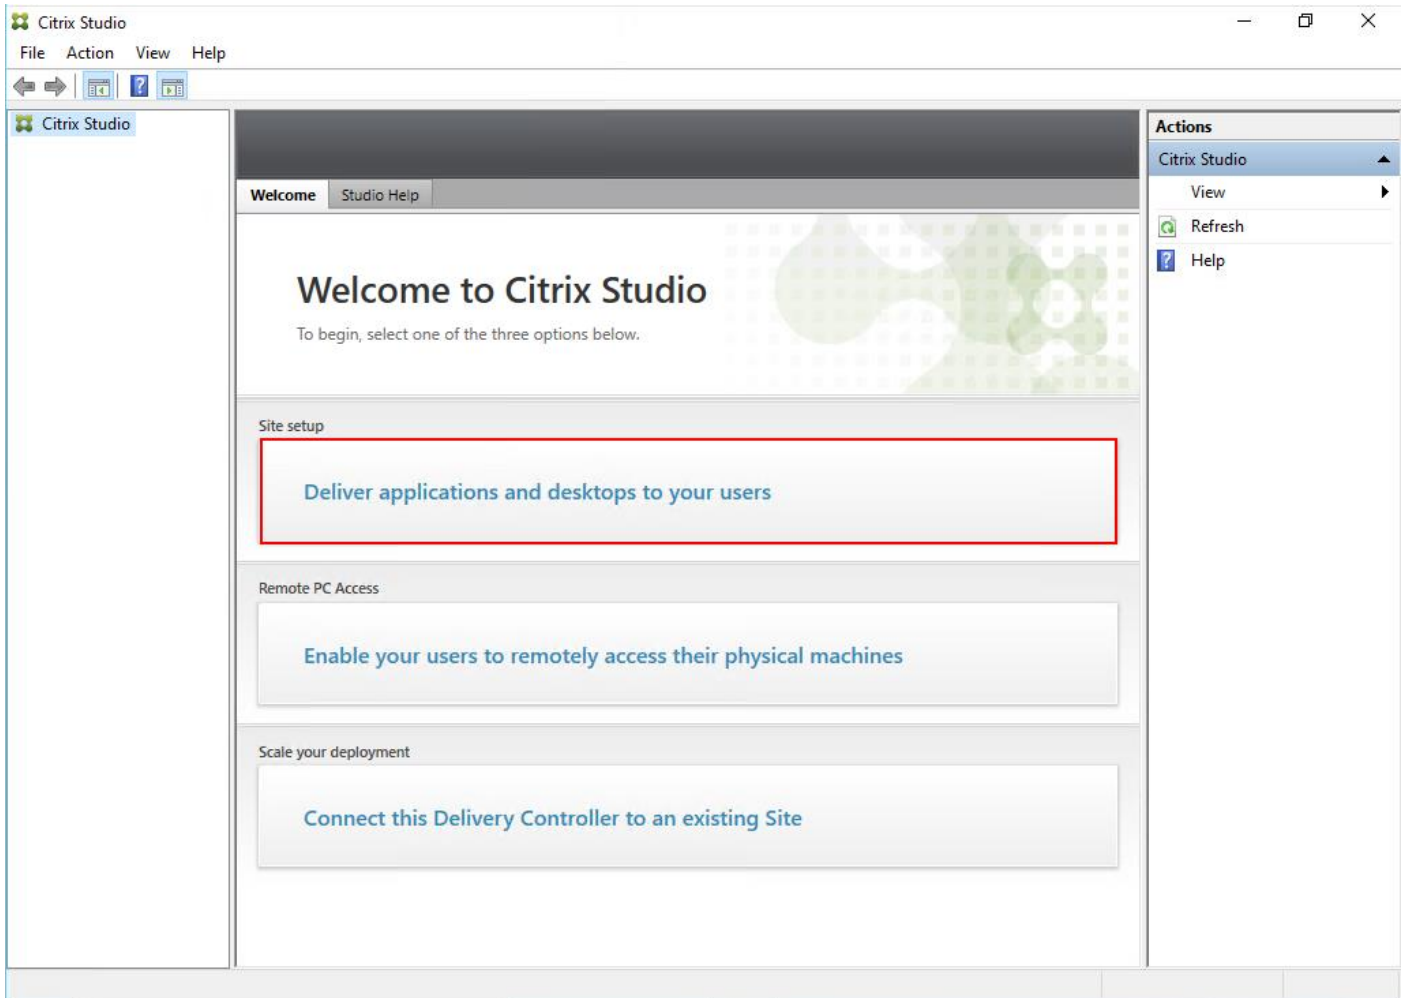 Citrix Studio
File Action View Help
Citrix Studio
Welcome Studio Help
Welcome to Citrix Studio
To begin, select one of the three options below.
Site setup
Deliver applications and desktops to your users
Remote PC Access
Enable your users to remotely access their physical machines
Scale your deployment
Connect this Delivery Controller to an existing Site
Actions
Citrix Studio
View
Refresh
Help